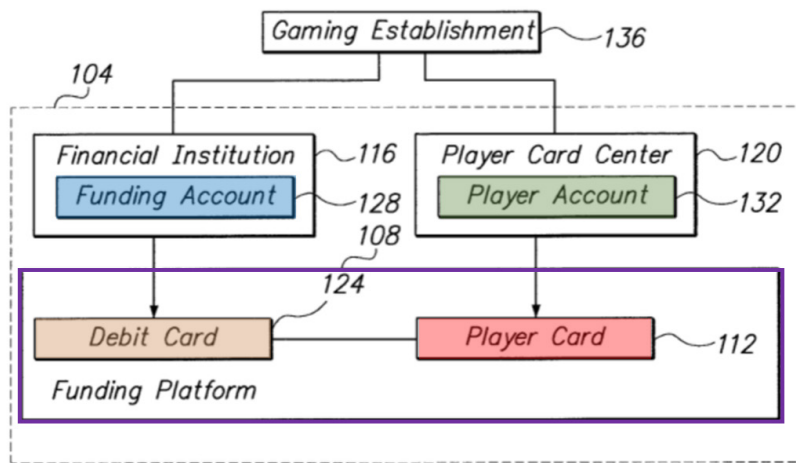 Gaming Establishment
136
104
Financial Institution
116
Player Card Center
120
Funding Account
128
Player Account
132
108
124
Debit Card
Player Card
112
Funding Platform